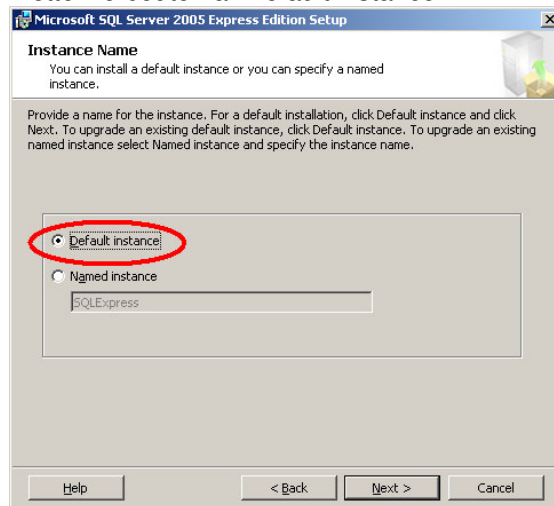 Microsoft SQL Server 2005 Express Edition Setup
Instance Name
You can install a default instance or you can specify a named
instance.
Provide a name for the instance. For a default installation, click Default instance and click
Next. To upgrade an existing default instance, click Default instance. To upgrade an existing
named instance select Named instance and specify the instance name.
Default instance
Named instance
SQLExpress
Help
< Back
Next >
Cancel